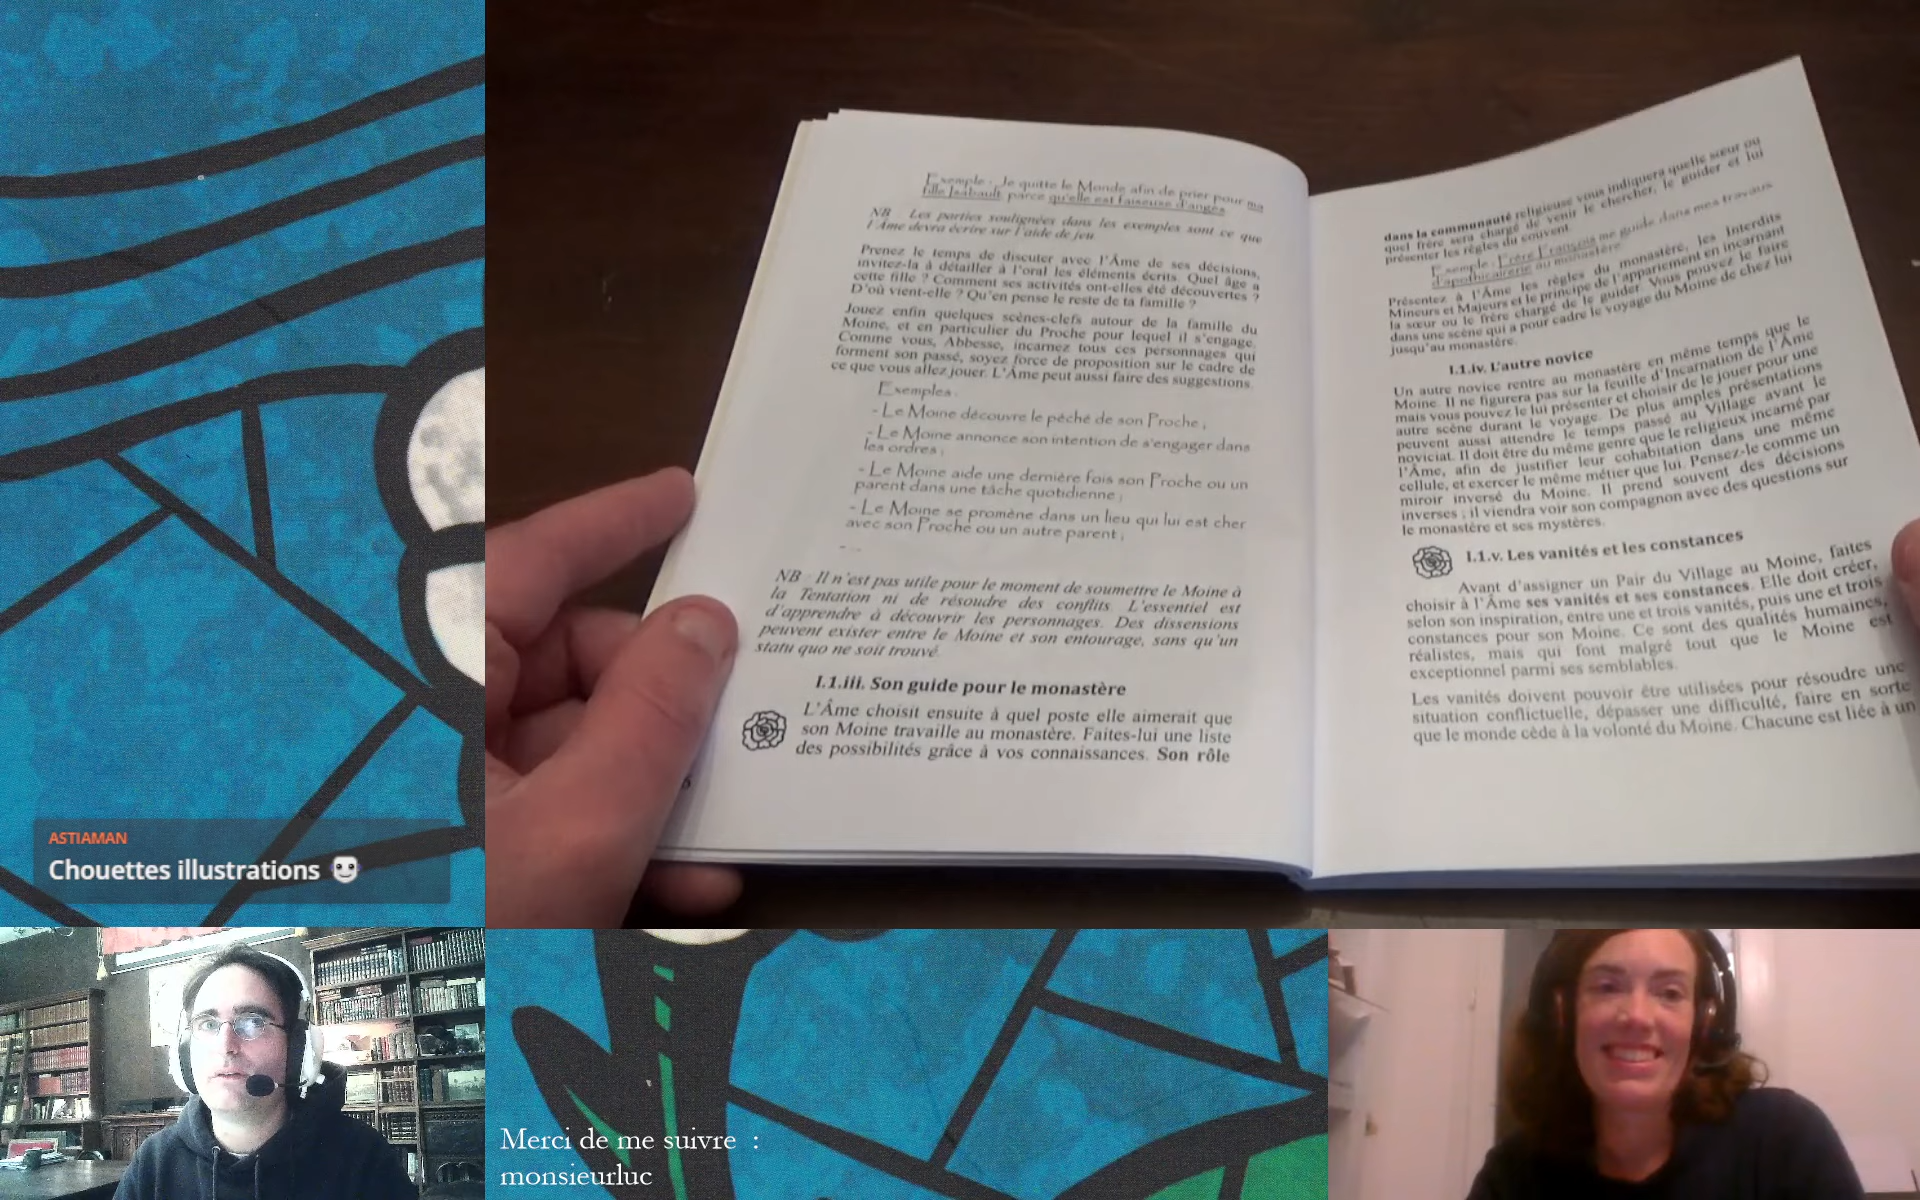 Exemple : Je quitte le Monde afin de prier pour ma
fille Isabault, parce qu'elle est faiseuse d'anges.
NB : Les parties soulignées dans les exemples sont ce que
l'Âme devra écrire sur l'aide de jeu.
Prenez le temps de discuter avec l'Âme de ses décisions,
invitez-la à détailler à l'oral les éléments écrits. Quel âge a
cette fille ? Comment ses activités ont-elles été découvertes ?
D'où vient-elle ? Qu'en pense le reste de ta famille ?
Jouez enfin quelques scènes-clefs autour de la famille du
Moine, et en particulier du Proche pour lequel il s'engage.
Comme vous, Abbesse, incarnez tous ces personnages qui
forment son passé, soyez force de proposition sur le cadre de
ce que vous allez jouer. L'Âme peut aussi faire des suggestions.
Exemples :
- Le Moine découvre le péché de son Proche ;
- Le Moine annonce son intention de s'engager dans
les ordres ;
- Le Moine aide une dernière fois son Proche ou un
parent dans une tâche quotidienne ;
- Le Moine se promène dans un lieu qui lui est cher
avec son Proche ou un autre parent ;
- ...
NB : Il n'est pas utile pour le moment de soumettre le Moine à
la Tentation ni de résoudre des conflits. L'essentiel est
d'apprendre à découvrir les personnages. Des dissensions
peuvent exister entre le Moine et son entourage, sans qu'un
statu quo ne soit trouvé.
I.1.iii. Son guide pour le monastère
L'Âme choisit ensuite à quel poste elle aimerait que
son Moine travaille au monastère. Faites-lui une liste
des possibilités grâce à vos connaissances. Son rôle
dans la communauté religieuse vous indiquera quelle sœur ou
quel frère sera chargé de venir le chercher, le guider et lui
présenter les règles du couvent.
Exemple : Frère François me guide dans mes travaux
d'apothicairerie au monastère.
Présentez à l'Âme les règles du monastère, les Interdits
Mineurs et Majeurs et le principe de l'appariement en incarnant
la sœur ou le frère chargé de le guider. Vous pouvez le faire
dans une scène qui a pour cadre le voyage du Moine de chez lui
jusqu'au monastère.
I.1.iv. L'autre novice
Un autre novice rentre au monastère en même temps que le
Moine. Il ne figurera pas sur la feuille d'Incarnation de l'Âme
mais vous pouvez le lui présenter et choisir de le jouer pour une
autre scène durant le voyage. De plus amples présentations
peuvent aussi attendre le temps passé au Village avant le
noviciat. Il doit être du même genre que le religieux incarné par
l'Âme, afin de justifier leur cohabitation dans une même
cellule, et exercer le même métier que lui. Pensez-le comme un
miroir inversé du Moine. Il prend souvent des décisions
inverses ; il viendra voir son compagnon avec des questions sur
le monastère et ses mystères.
I.1.v. Les vanités et les constances
Avant d'assigner un Pair du Village au Moine, faites
choisir à l'Âme ses vanités et ses constances. Elle doit créer,
selon son inspiration, entre une et trois vanités, puis une et trois
constances pour son Moine. Ce sont des qualités humaines,
réalistes, mais qui font malgré tout que le Moine est
exceptionnel parmi ses semblables.
Les vanités doivent pouvoir être utilisées pour résoudre une
situation conflictuelle, dépasser une difficulté, faire en sorte
que le monde cède à la volonté du Moine. Chacune est liée à un
ASTIAMAN
Chouettes illustrations
Merci de me suivre :
monsieurluc